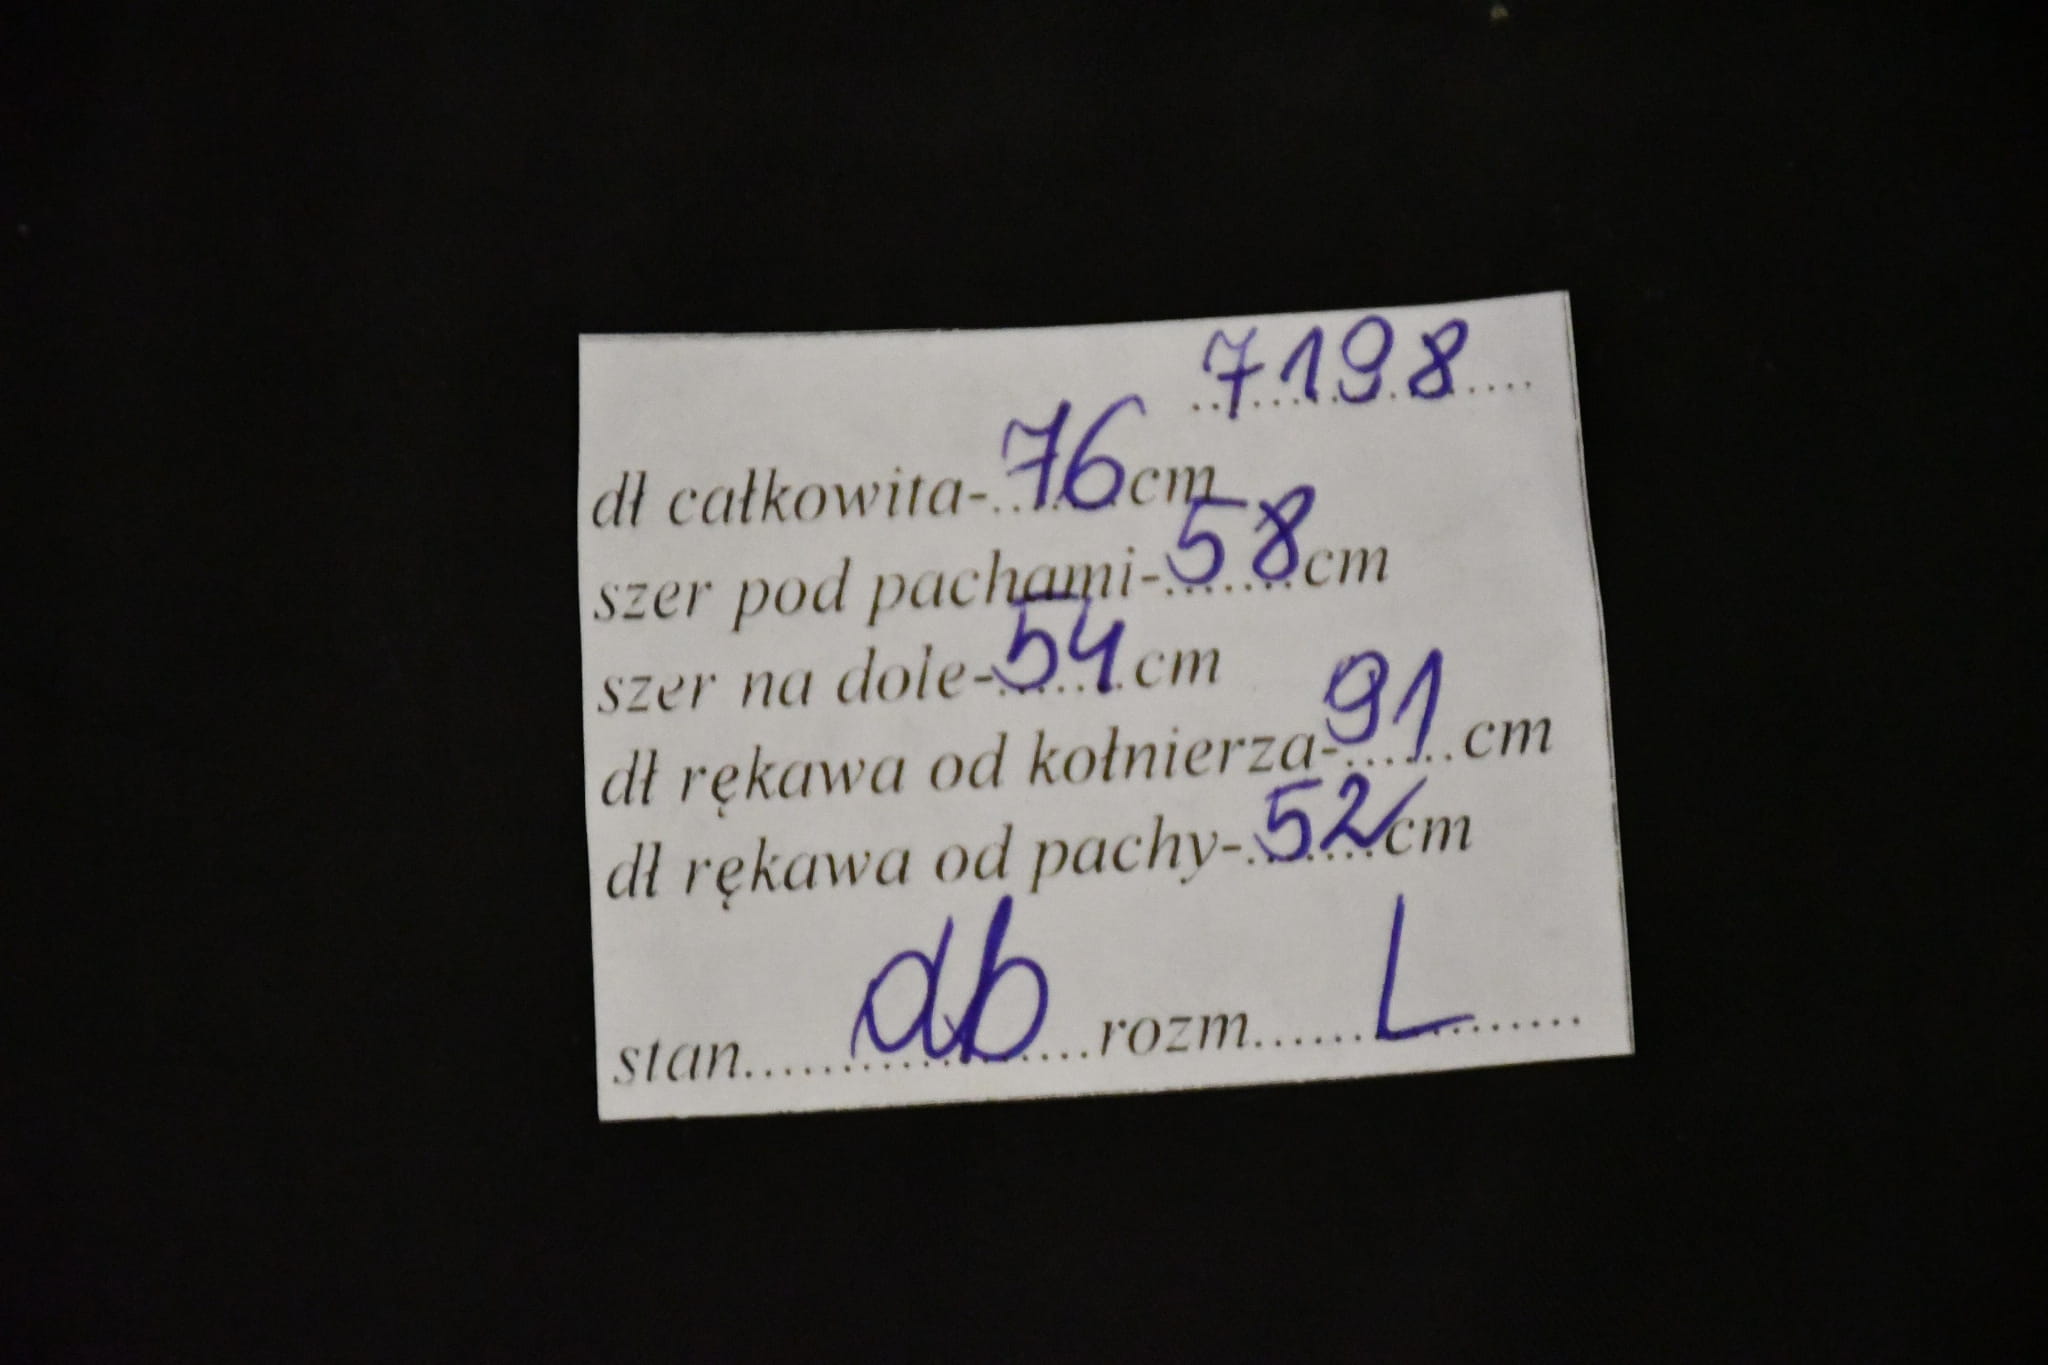 7198
dł całkowita-76cm
szer pod pachami-58cm
szer na dole-54cm
dł rękawa od kołnierza-91cm
dł rękawa od pachy-52cm
stan.....db.....rozm.....L.....